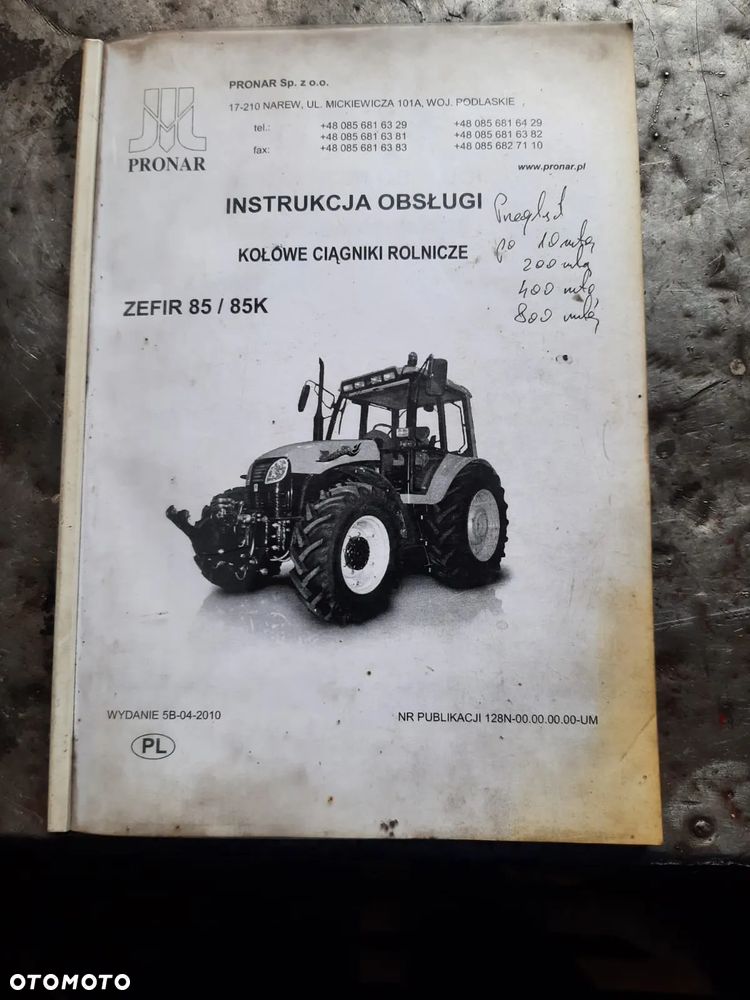 PRONAR Sp. z o.o.
17-210 NAREW, UL. MICKIEWICZA 101A, WOJ. PODLASKIE
tel.: +48 085 681 63 29 +48 085 681 64 29
+48 085 681 63 81 +48 085 681 63 82
fax: +48 085 681 63 83 +48 085 682 71 10
PRONAR
www.pronar.pl
INSTRUKCJA OBSŁUGI
KOŁOWE CIĄGNIKI ROLNICZE
ZEFIR 85 / 85K
Przegląd
po 10 mtg
200 mtg
400 mtg
800 mtg
WYDANIE 5B-04-2010
NR PUBLIKACJI 128N-00.00.00.00-UM
PL
OTOMOTO